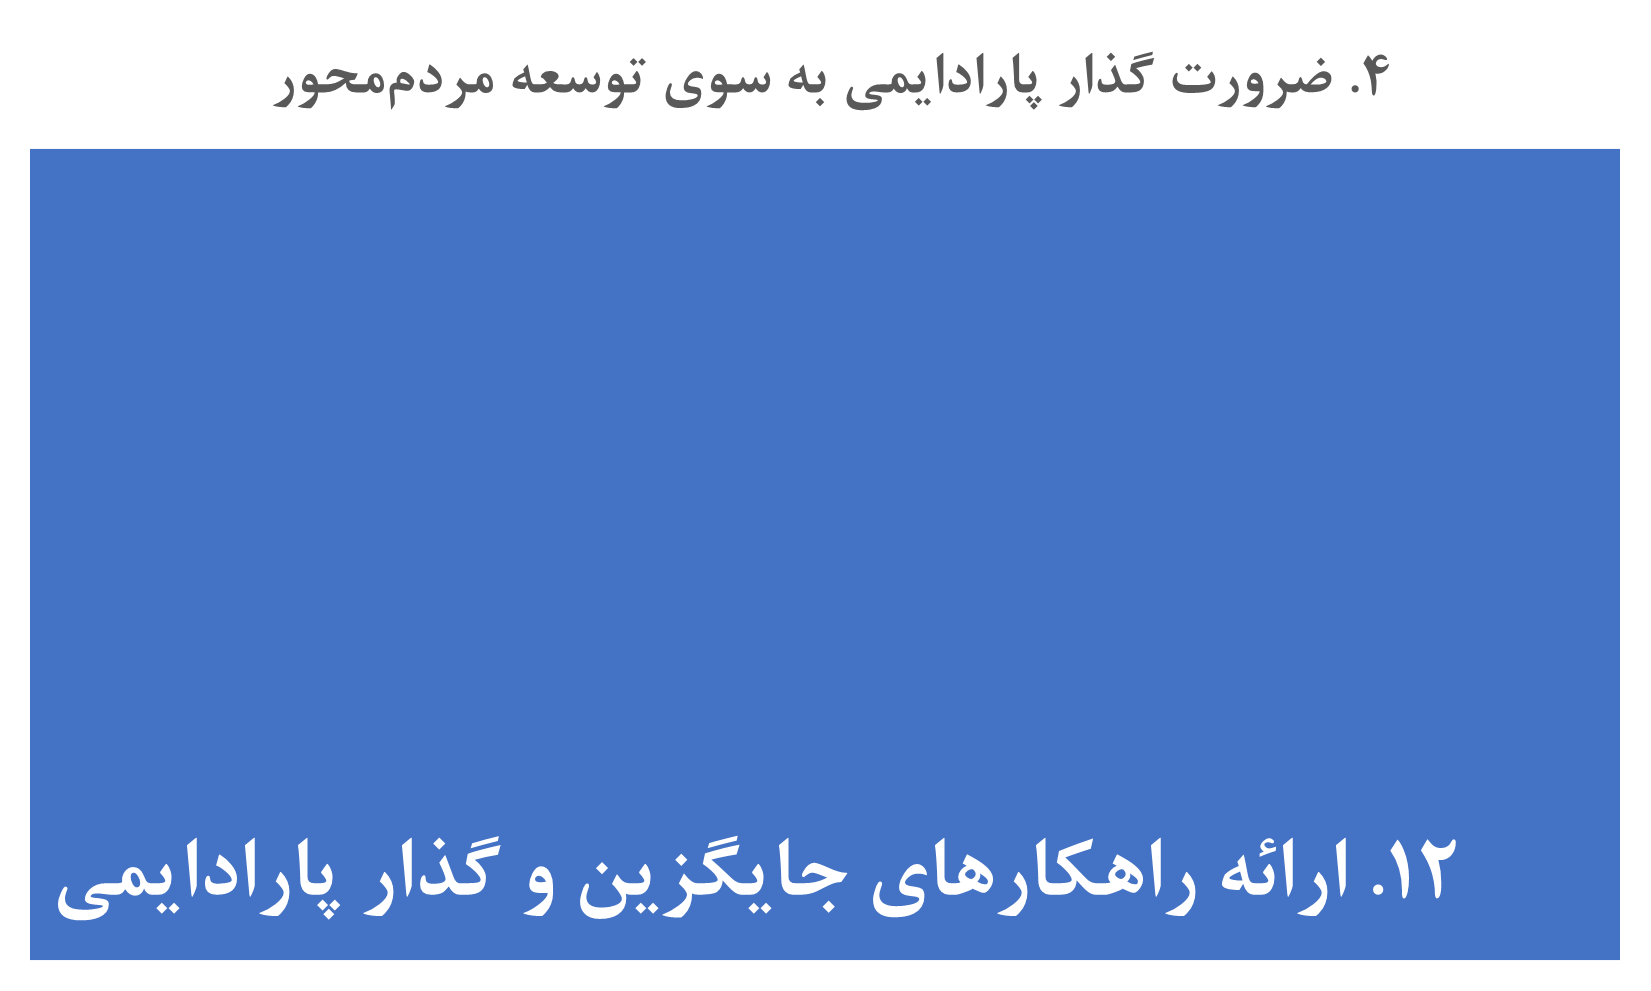 ۴. ضرورت گذار پارادایمی به سوی توسعه مردم‌محور
۱۲. ارائه راهکارهای جایگزین و گذار پارادایمی